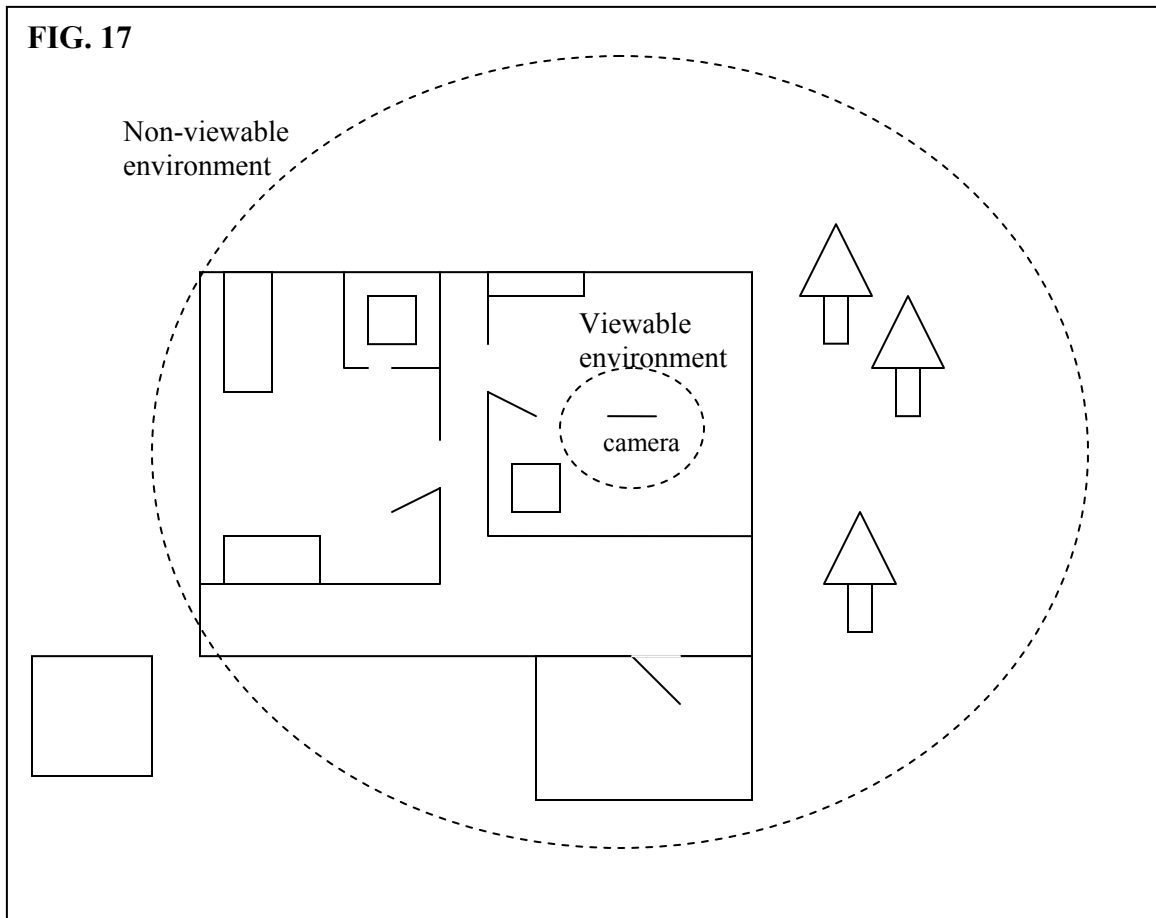 FIG. 17
Non-viewable
environment
Viewable
environment
camera